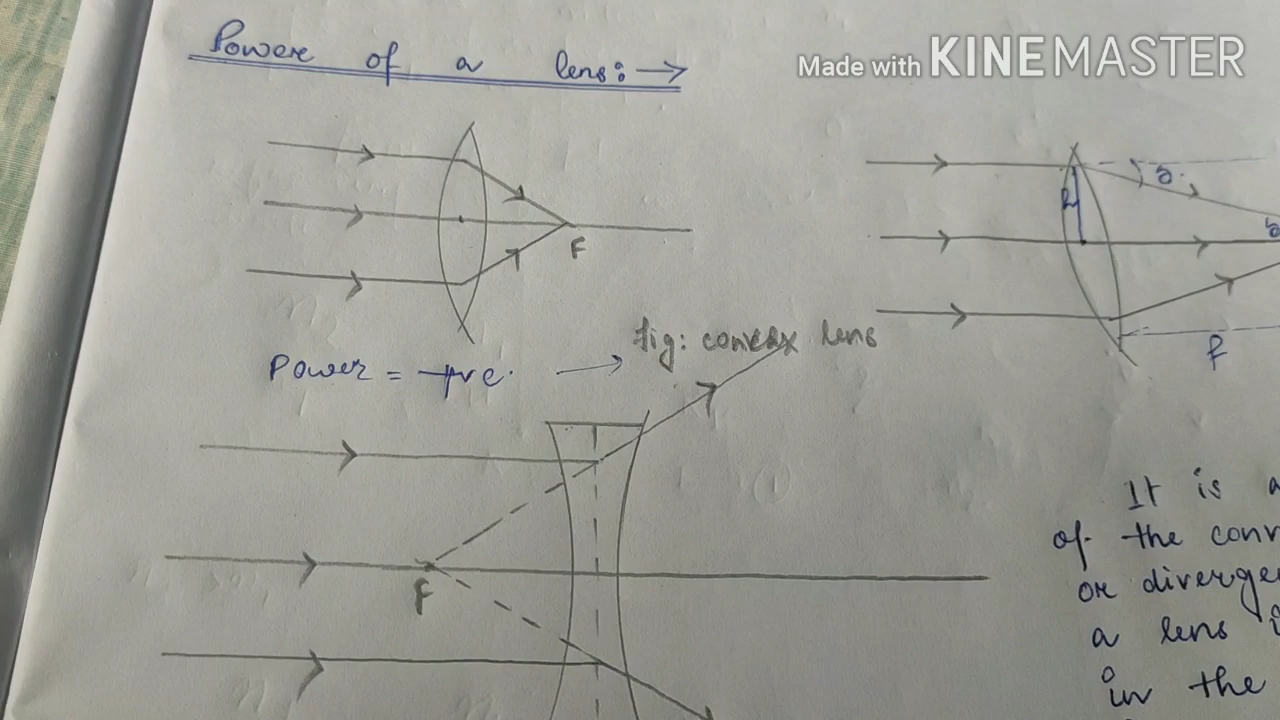 Power of a lens:→
Made with KINEMASTER
F
h
δ
δ
f
Power = +ve. →
fig: convex lens
F
It is a
of the conv
or diverge
a lens
in the